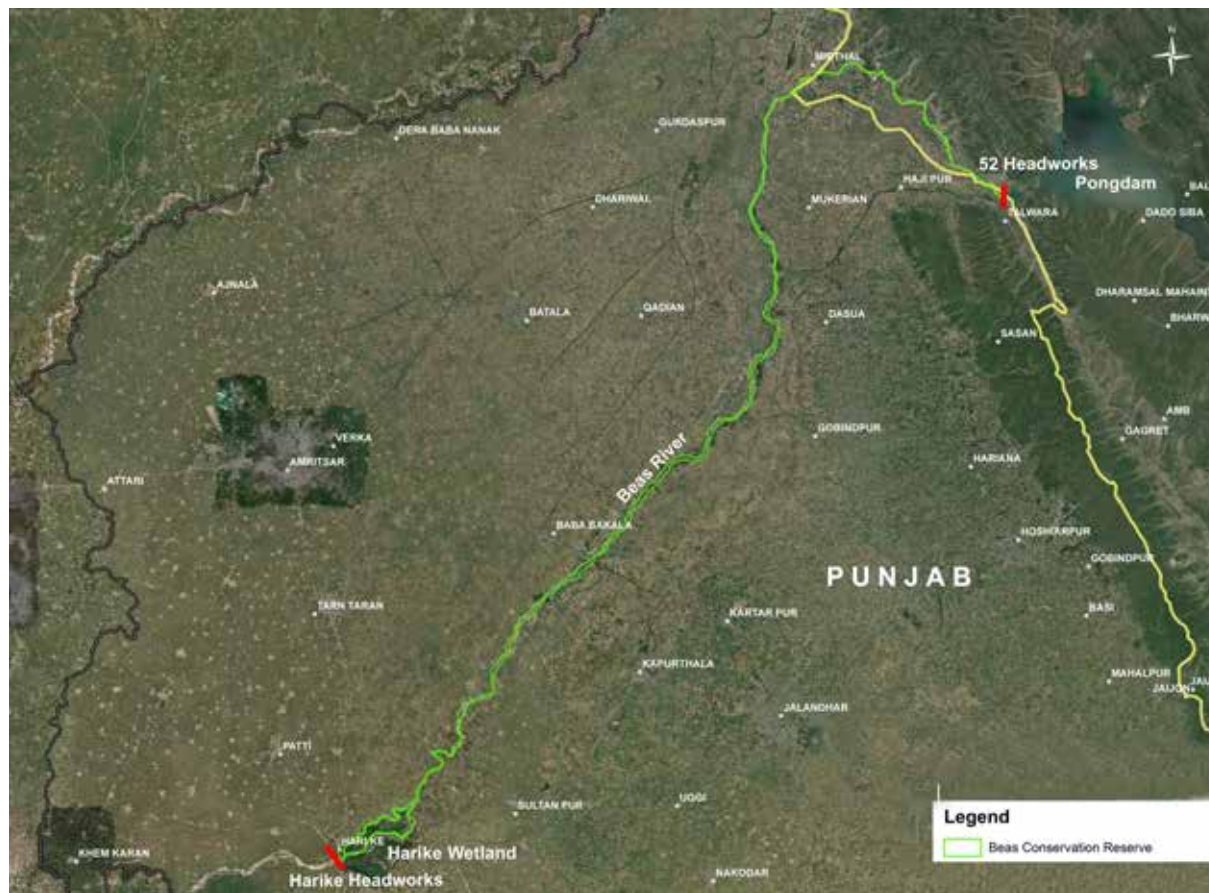 N
MIRTHAL
DERA BABA NANAK
GURDASPUR
52 Headworks
HAJI PUR
Pongdam
DHARIWAL
MUKERIAN
TALWARA
DADO SIBA
AJNALA
DHARAMSAL MAHAIN
BATALA
QADIAN
DASUA
BHARW
SASAN
AMB
GOBINDPUR
GAGRET
VERKA
AMRITSAR
HARIANA
ATTARI
Beas River
BABA BAKALA
HOSHIARPUR
GOBINDPUR
PUNJAB
TARN TARAN
KARTAR PUR
BASI
KAPURTHALA
MAHALPUR
JAIJON
JALANDHAR
PATTI
SULTAN PUR
UGGI
Legend
HARIKE
Beas Conservation Reserve
Harike Wetland
KHEM KARAN
Harike Headworks
NAKODAR